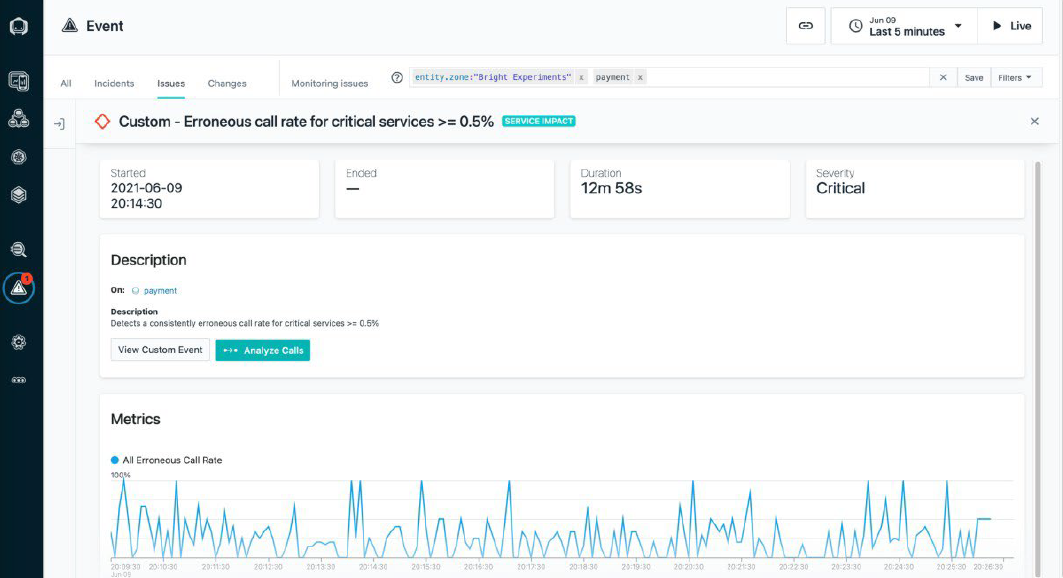 Event
Jun 09
Last 5 minutes
Live
All
Incidents
Issues
Changes
Monitoring issues
?
entity.zone:"Bright Experiments" x payment x
×
Save
Filters
Custom - Erroneous call rate for critical services >= 0.5% SERVICE IMPACT
×
Started
2021-06-09
20:14:30
Ended
—
Duration
12m 58s
Severity
Critical
1
Description
On: payment
Description
Detects a consistently erroneous call rate for critical services >= 0.5%
View Custom Event
Analyze Calls
Metrics
All Erroneous Call Rate
100%
20:09:30 20:10:30 20:11:30 20:12:30 20:13:30 20:14:30 20:15:30 20:16:30 20:17:30 20:18:30 20:19:30 20:20:30 20:21:30 20:22:30 20:23:30 20:24:30 20:25:30 20:26:30
Jun 09